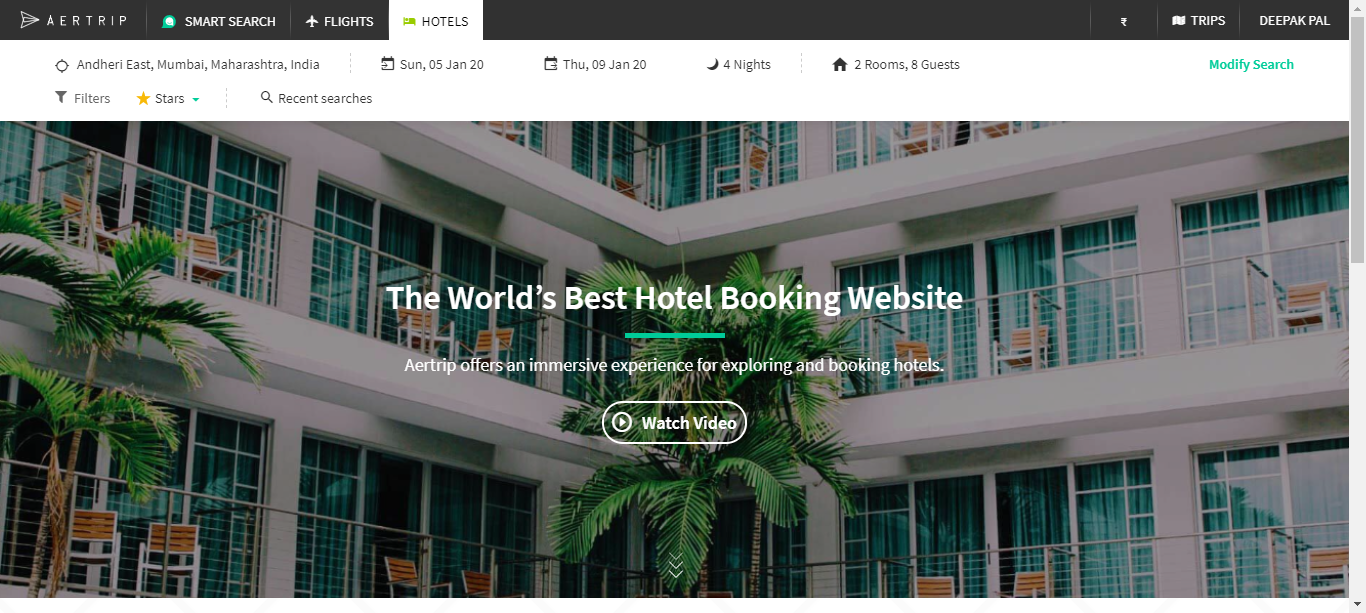 AERTRIP SMART SEARCH FLIGHTS HOTELS ₹ TRIPS DEEPAK PAL
Andheri East, Mumbai, Maharashtra, India Sun, 05 Jan 20 Thu, 09 Jan 20 4 Nights 2 Rooms, 8 Guests Modify Search
Filters Stars Recent searches
The World’s Best Hotel Booking Website
Aertrip offers an immersive experience for exploring and booking hotels.
Watch Video